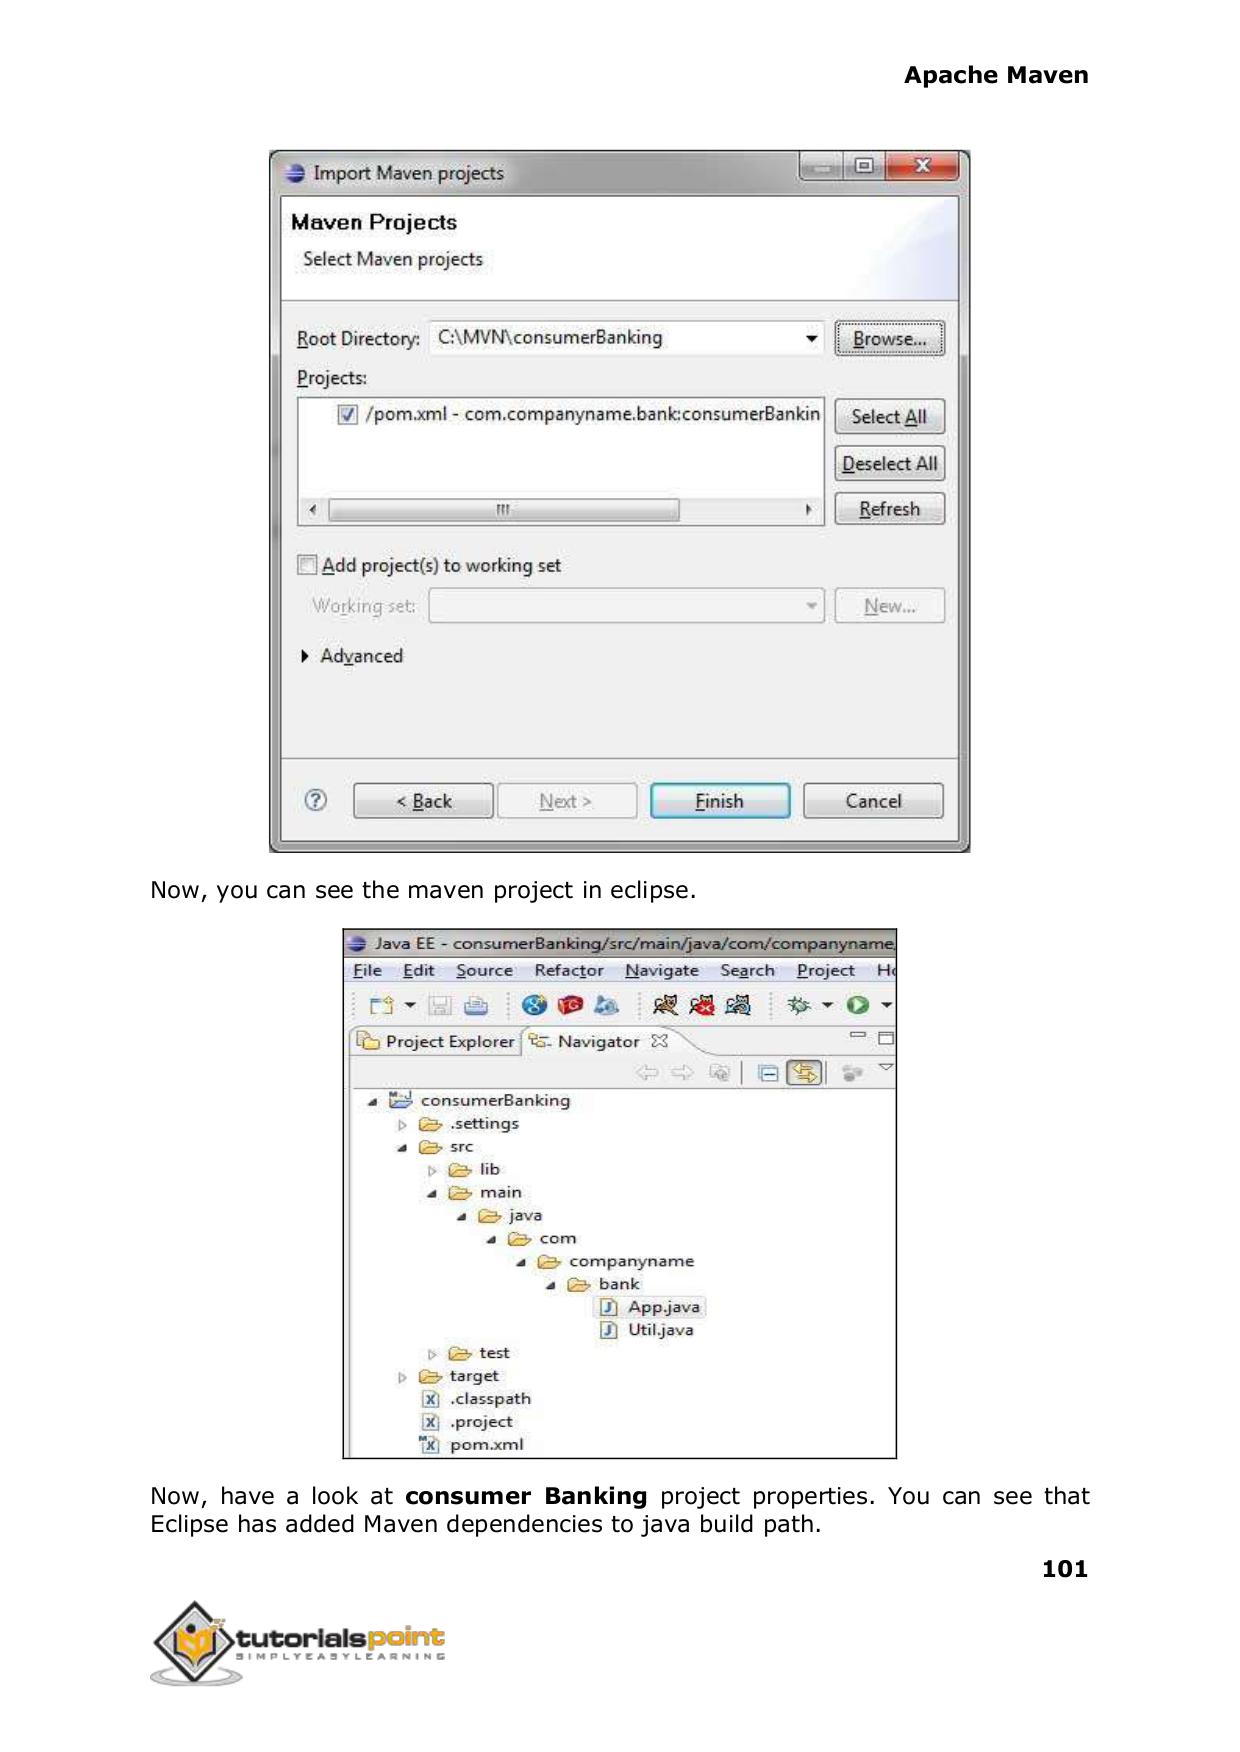 Apache Maven
Import Maven projects
Maven Projects
Select Maven projects
Root Directory: C:\MVN\consumerBanking Browse...
Projects:
/pom.xml - com.companyname.bank:consumerBankin Select All
Deselect All
Refresh
Add project(s) to working set
Working set: New...
Advanced
< Back Next > Finish Cancel
Now, you can see the maven project in eclipse.
Java EE - consumerBanking/src/main/java/com/companyname
File Edit Source Refactor Navigate Search Project
Project Explorer Navigator
consumerBanking
.settings
src
lib
main
java
com
companyname
bank
App.java
Util.java
test
target
.classpath
.project
pom.xml
Now, have a look at consumer Banking project properties. You can see that
Eclipse has added Maven dependencies to java build path.
101
tutorialspoint
SIMPLYEASYLEARNING